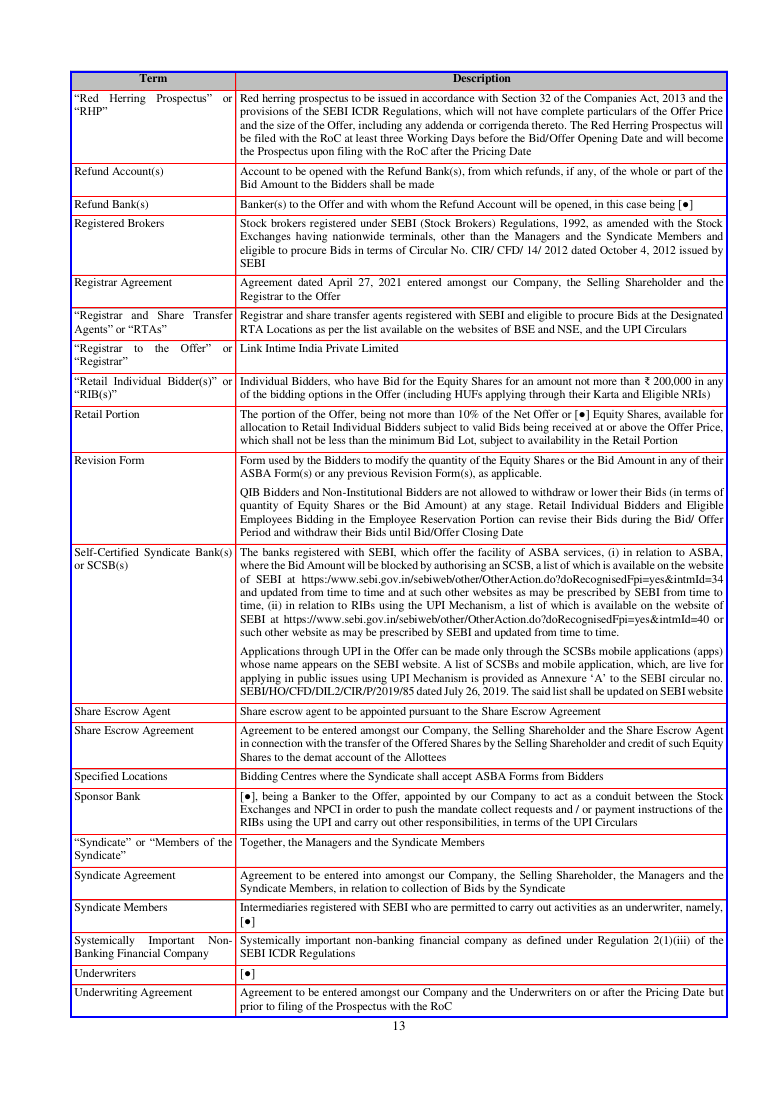 Term Description
“Red Herring Prospectus” or
“RHP”
Red herring prospectus to be issued in accordance with Section 32 of the Companies Act, 2013 and the
provisions of the SEBI ICDR Regulations, which will not have complete particulars of the Offer Price
and the size of the Offer, including any addenda or corrigenda thereto. The Red Herring Prospectus will
be filed with the RoC at least three Working Days before the Bid/Offer Opening Date and will become
the Prospectus upon filing with the RoC after the Pricing Date
Refund Account(s)
Account to be opened with the Refund Bank(s), from which refunds, if any, of the whole or part of the
Bid Amount to the Bidders shall be made
Refund Bank(s)
Banker(s) to the Offer and with whom the Refund Account will be opened, in this case being [●]
Registered Brokers
Stock brokers registered under SEBI (Stock Brokers) Regulations, 1992, as amended with the Stock
Exchanges having nationwide terminals, other than the Managers and the Syndicate Members and
eligible to procure Bids in terms of Circular No. CIR/ CFD/ 14/ 2012 dated October 4, 2012 issued by
SEBI
Registrar Agreement
Agreement dated April 27, 2021 entered amongst our Company, the Selling Shareholder and the
Registrar to the Offer
“Registrar and Share Transfer
Agents” or “RTAs”
Registrar and share transfer agents registered with SEBI and eligible to procure Bids at the Designated
RTA Locations as per the list available on the websites of BSE and NSE, and the UPI Circulars
“Registrar to the Offer” or
“Registrar”
Link Intime India Private Limited
“Retail Individual Bidder(s)” or
“RIB(s)”
Individual Bidders, who have Bid for the Equity Shares for an amount not more than ₹ 200,000 in any
of the bidding options in the Offer (including HUFs applying through their Karta and Eligible NRIs)
Retail Portion
The portion of the Offer, being not more than 10% of the Net Offer or [●] Equity Shares, available for
allocation to Retail Individual Bidders subject to valid Bids being received at or above the Offer Price,
which shall not be less than the minimum Bid Lot, subject to availability in the Retail Portion
Revision Form
Form used by the Bidders to modify the quantity of the Equity Shares or the Bid Amount in any of their
ASBA Form(s) or any previous Revision Form(s), as applicable.
QIB Bidders and Non-Institutional Bidders are not allowed to withdraw or lower their Bids (in terms of
quantity of Equity Shares or the Bid Amount) at any stage. Retail Individual Bidders and Eligible
Employees Bidding in the Employee Reservation Portion can revise their Bids during the Bid/ Offer
Period and withdraw their Bids until Bid/Offer Closing Date
Self-Certified Syndicate Bank(s)
or SCSB(s)
The banks registered with SEBI, which offer the facility of ASBA services, (i) in relation to ASBA,
where the Bid Amount will be blocked by authorising an SCSB, a list of which is available on the website
of SEBI at https:/www.sebi.gov.in/sebiweb/other/OtherAction.do?doRecognisedFpi=yes&intmId=34
and updated from time to time and at such other websites as may be prescribed by SEBI from time to
time, (ii) in relation to RIBs using the UPI Mechanism, a list of which is available on the website of
SEBI at https://www.sebi.gov.in/sebiweb/other/OtherAction.do?doRecognisedFpi=yes&intmId=40 or
such other website as may be prescribed by SEBI and updated from time to time.
Applications through UPI in the Offer can be made only through the SCSBs mobile applications (apps)
whose name appears on the SEBI website. A list of SCSBs and mobile application, which, are live for
applying in public issues using UPI Mechanism is provided as Annexure ‘A’ to the SEBI circular no.
SEBI/HO/CFD/DIL2/CIR/P/2019/85 dated July 26, 2019. The said list shall be updated on SEBI website
Share Escrow Agent
Share escrow agent to be appointed pursuant to the Share Escrow Agreement
Share Escrow Agreement
Agreement to be entered amongst our Company, the Selling Shareholder and the Share Escrow Agent
in connection with the transfer of the Offered Shares by the Selling Shareholder and credit of such Equity
Shares to the demat account of the Allottees
Specified Locations
Bidding Centres where the Syndicate shall accept ASBA Forms from Bidders
Sponsor Bank
[●], being a Banker to the Offer, appointed by our Company to act as a conduit between the Stock
Exchanges and NPCI in order to push the mandate collect requests and / or payment instructions of the
RIBs using the UPI and carry out other responsibilities, in terms of the UPI Circulars
“Syndicate” or “Members of the
Syndicate”
Together, the Managers and the Syndicate Members
Syndicate Agreement
Agreement to be entered into amongst our Company, the Selling Shareholder, the Managers and the
Syndicate Members, in relation to collection of Bids by the Syndicate
Syndicate Members
Intermediaries registered with SEBI who are permitted to carry out activities as an underwriter, namely,
[●]
Systemically Important Non-
Banking Financial Company
Systemically important non-banking financial company as defined under Regulation 2(1)(iii) of the
SEBI ICDR Regulations
Underwriters
[●]
Underwriting Agreement
Agreement to be entered amongst our Company and the Underwriters on or after the Pricing Date but
prior to filing of the Prospectus with the RoC
13